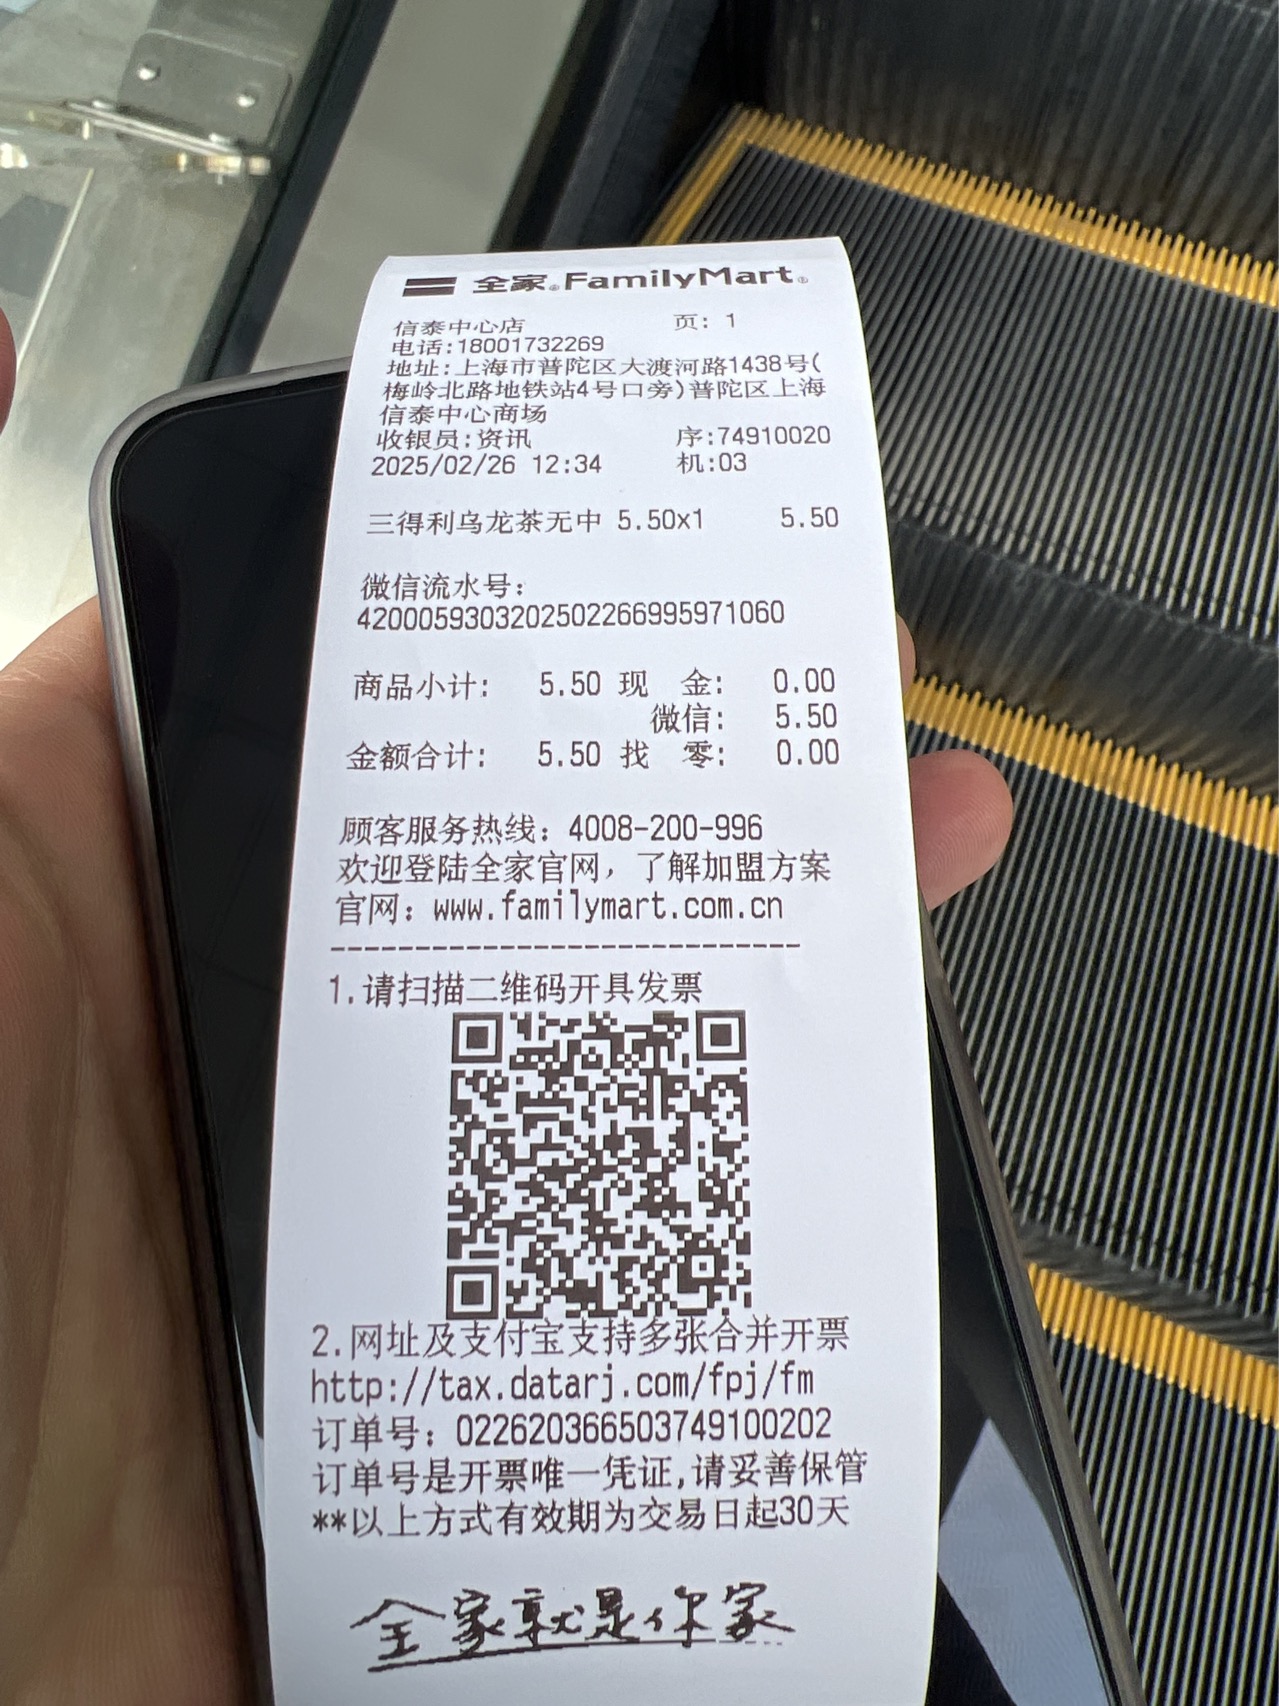 全家 FamilyMart
信泰中心店 页: 1
电话:18001732269
地址:上海市普陀区大渡河路1438号(
梅岭北路地铁站4号口旁)普陀区上海
信泰中心商场
收银员:资讯 序:74910020
2025/02/26 12:34 机:03
三得利乌龙茶无中 5.50x1 5.50
微信流水号:
4200059303202502266995971060
商品小计: 5.50 现 金: 0.00
微信: 5.50
金额合计: 5.50 找 零: 0.00
顾客服务热线: 4008-200-996
欢迎登陆全家官网，了解加盟方案
官网: www.familymart.com.cn
----------------------------
1.请扫描二维码开具发票
2.网址及支付宝支持多张合并开票
http://tax.datarj.com/fpj/fm
订单号: 0226203665037491００202
订单号是开票唯一凭证,请妥善保管
**以上方式有效期为交易日起30天
全家就是你家